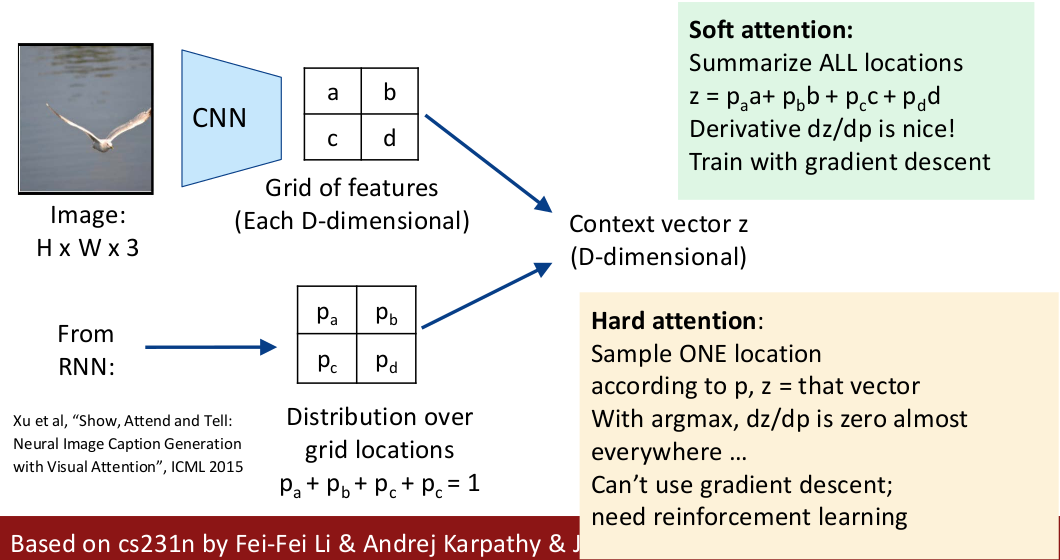 Image:
H x W x 3
CNN
a b
c d
Grid of features
(Each D-dimensional)
From
RNN:
p_a p_b
p_c p_d
Distribution over
grid locations
p_a + p_b + p_c + p_c = 1
Context vector z
(D-dimensional)
Soft attention:
Summarize ALL locations
z = p_aa+ p_bb + p_cc + p_dd
Derivative dz/dp is nice!
Train with gradient descent
Hard attention:
Sample ONE location
according to p, z = that vector
With argmax, dz/dp is zero almost
everywhere …
Can’t use gradient descent;
need reinforcement learning
Xu et al, “Show, Attend and Tell:
Neural Image Caption Generation
with Visual Attention”, ICML 2015
Based on cs231n by Fei-Fei Li & Andrej Karpathy & J